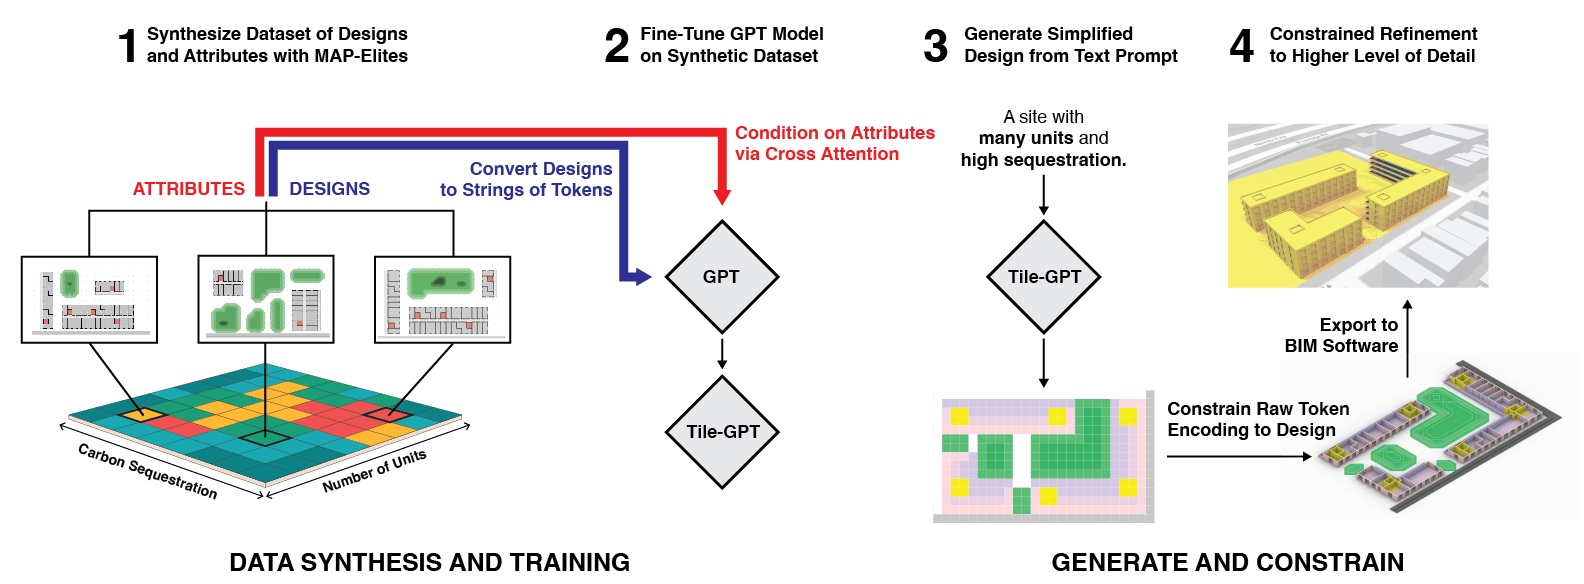 1 Synthesize Dataset of Designs
and Attributes with MAP-Elites
2 Fine-Tune GPT Model
on Synthetic Dataset
3 Generate Simplified
Design from Text Prompt
4 Constrained Refinement
to Higher Level of Detail
ATTRIBUTES
DESIGNS
Convert Designs
to Strings of Tokens
Condition on Attributes
via Cross Attention
GPT
Tile-GPT
Carbon Sequestration
Number of Units
A site with
many units and
high sequestration.
Tile-GPT
Constrain Raw Token
Encoding to Design
Export to
BIM Software
DATA SYNTHESIS AND TRAINING
GENERATE AND CONSTRAIN